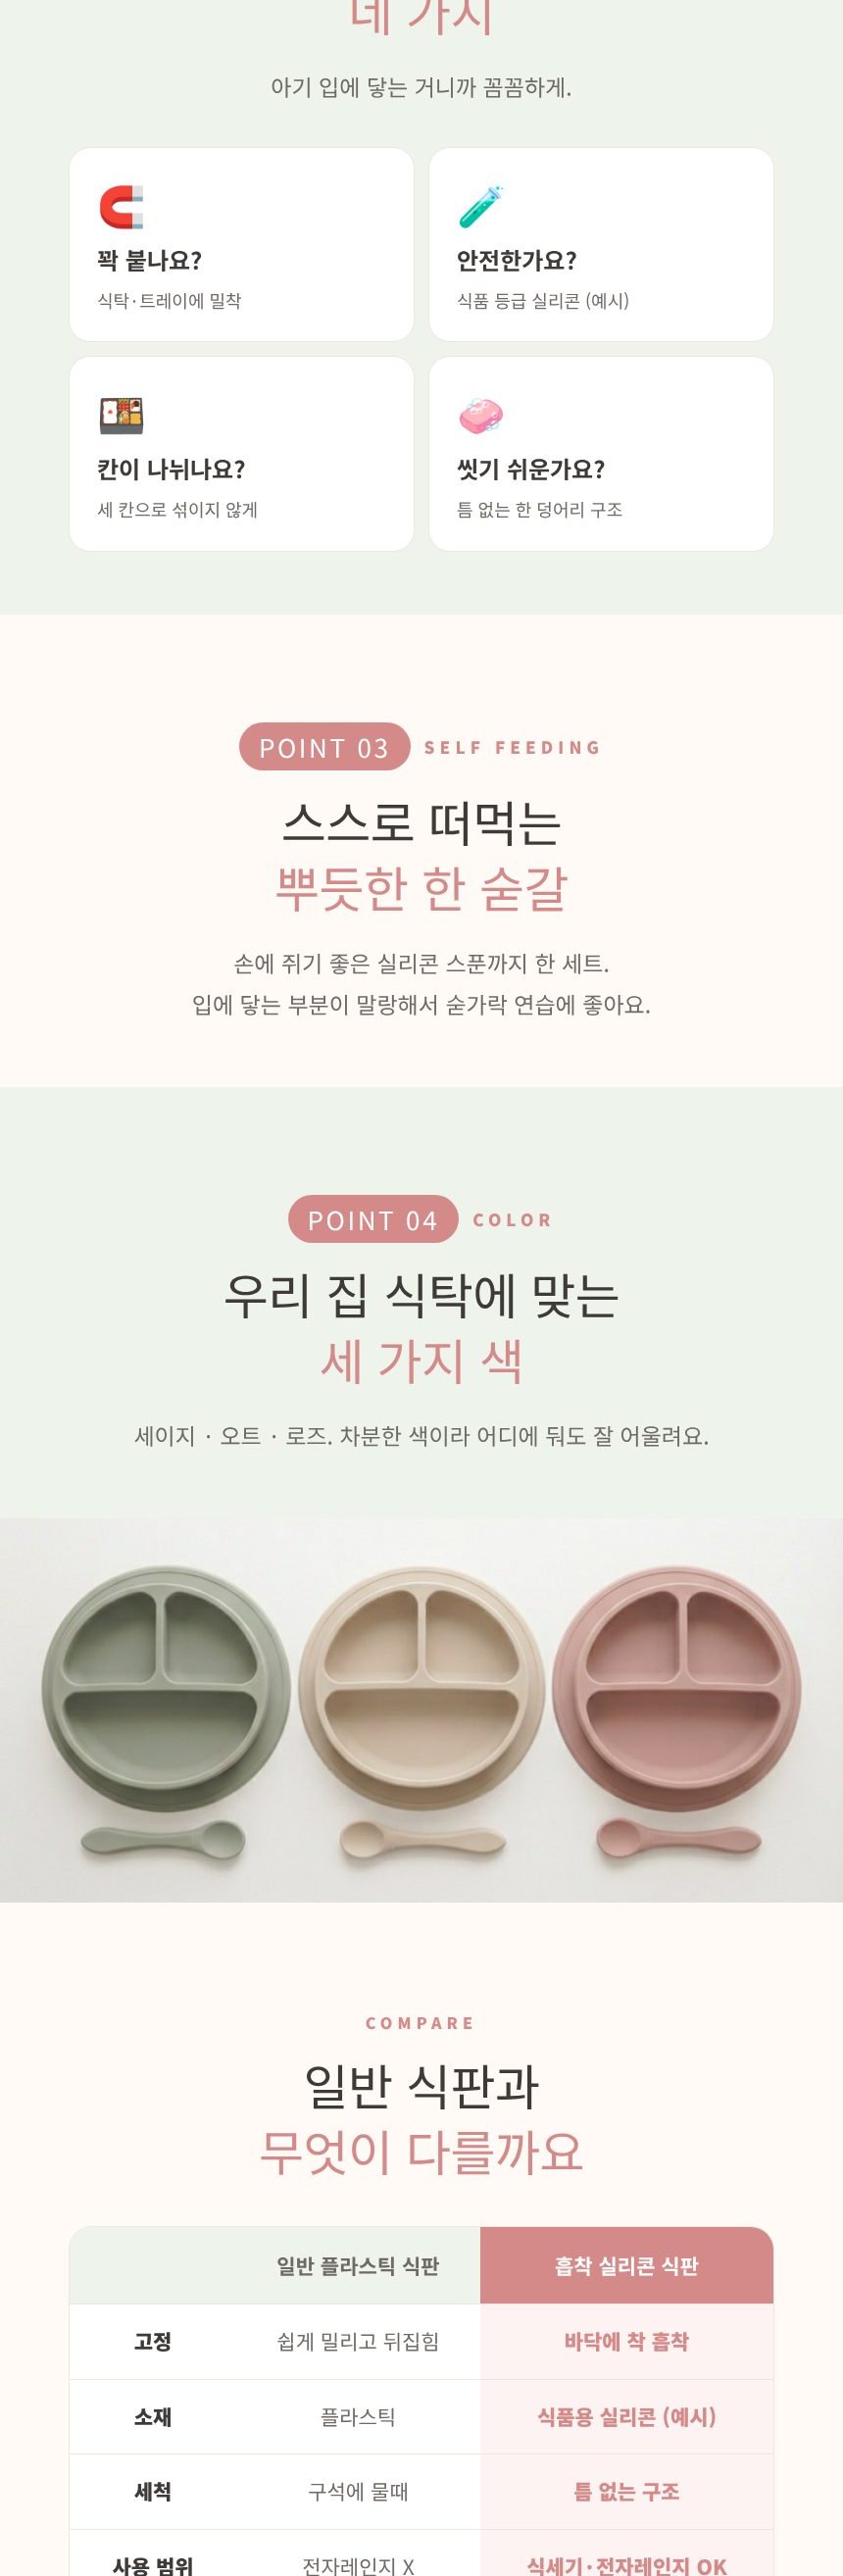 네 가지
아기 입에 닿는 거니까 꼼꼼하게.
꽉 붙나요?
식탁·트레이에 밀착
안전한가요?
식품 등급 실리콘 (예시)
칸이 나뉘나요?
세 칸으로 섞이지 않게
씻기 쉬운가요?
틈 없는 한 덩어리 구조
POINT 03 SELF FEEDING
스스로 떠먹는
뿌듯한 한 숟갈
손에 쥐기 좋은 실리콘 스푼까지 한 세트.
입에 닿는 부분이 말랑해서 숟가락 연습에 좋아요.
POINT 04 COLOR
우리 집 식탁에 맞는
세 가지 색
세이지 · 오트 · 로즈. 차분한 색이라 어디에 둬도 잘 어울려요.
COMPARE
일반 식판과
무엇이 다를까요
일반 플라스틱 식판 흡착 실리콘 식판
고정 쉽게 밀리고 뒤집힘 바닥에 착 흡착
소재 플라스틱 식품용 실리콘 (예시)
세척 구석에 물때 틈 없는 구조
사용 범위 전자레인지 X 식세기·전자레인지 OK